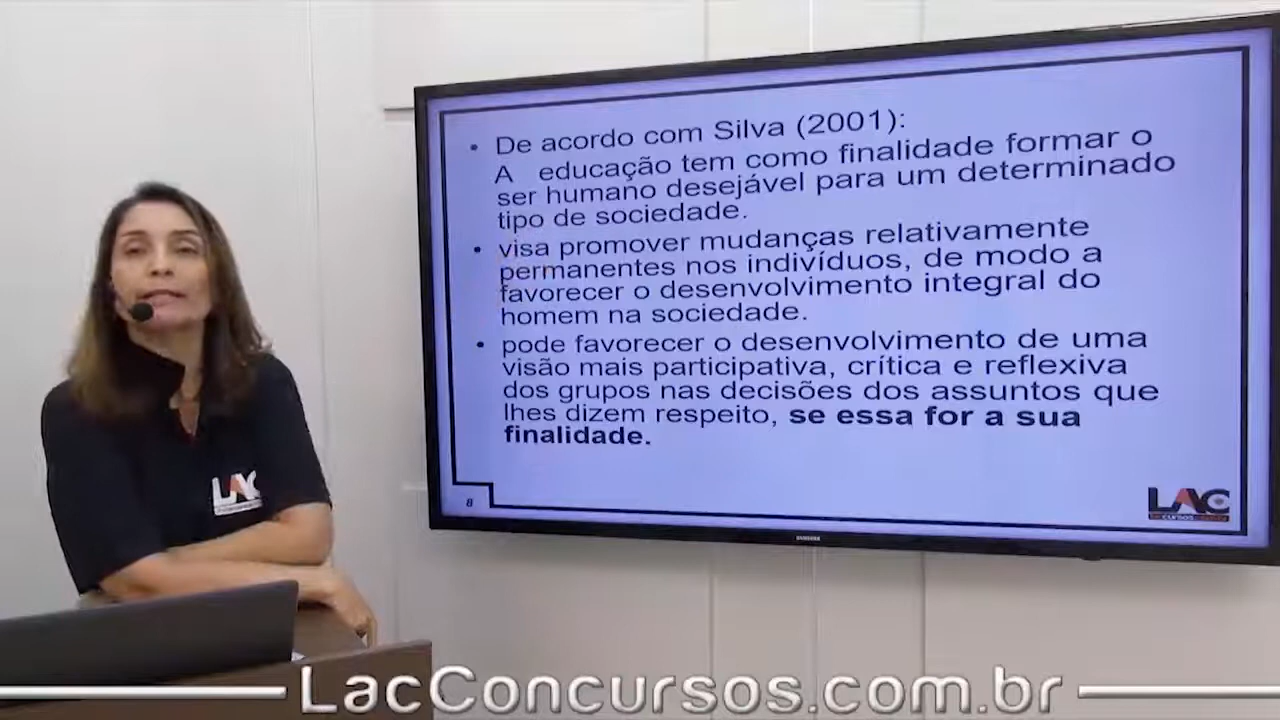 • De acordo com Silva (2001):
A educação tem como finalidade formar o
ser humano desejável para um determinado
tipo de sociedade.
• visa promover mudanças relativamente
permanentes nos indivíduos, de modo a
favorecer o desenvolvimento integral do
homem na sociedade.
• pode favorecer o desenvolvimento de uma
visão mais participativa, crítica e reflexiva
dos grupos nas decisões dos assuntos que
lhes dizem respeito, se essa for a sua
finalidade.
8
LAC
cursos
SAMSUNG
LAC
LacConcursos.com.br